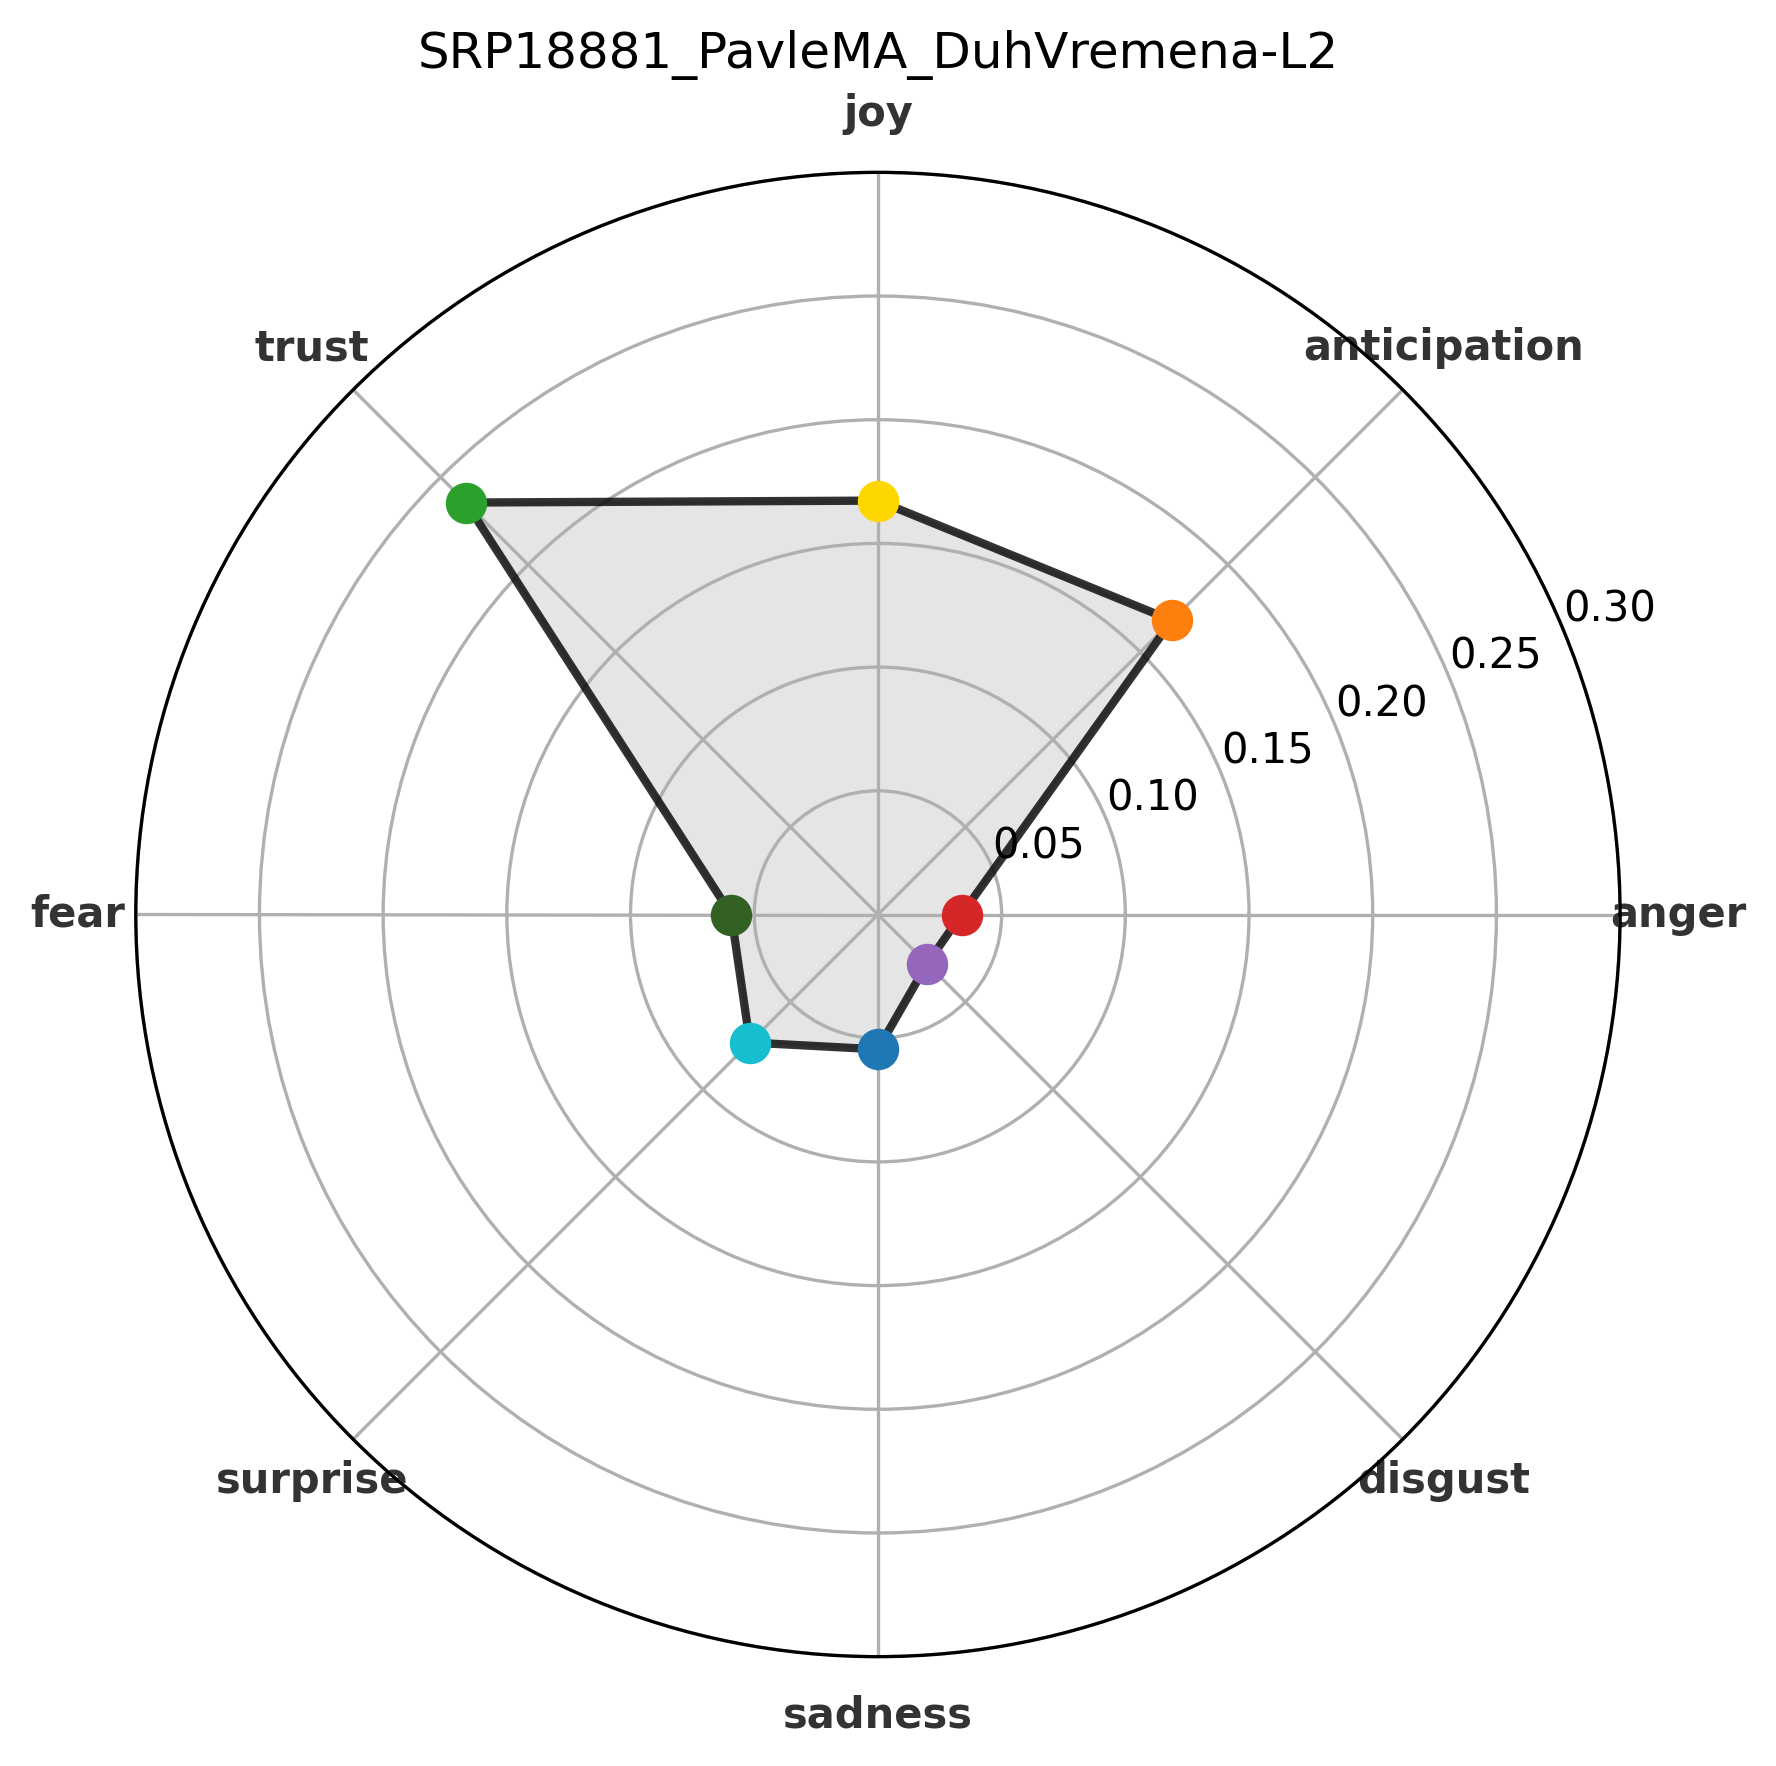 SRP18881_PavleMA_DuhVremena-L2
joy
trust
anticipation
0.30
0.25
0.20
0.15
0.10
0.05
fear
anger
surprise
disgust
sadness